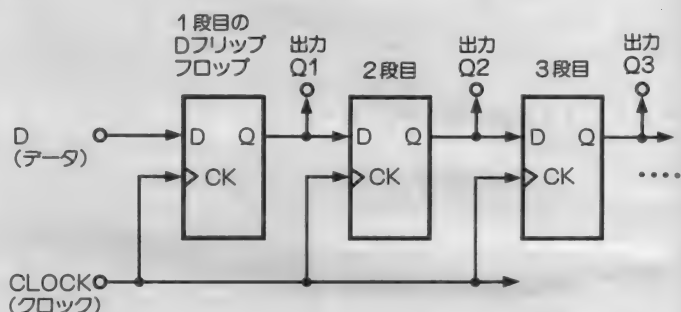 1段目の
Dフリップ
フロップ
出力
Q1
2段目
出力
Q2
3段目
出力
Q3
D
(データ)
D Q
CK
D Q
CK
D Q
CK
‥‥
CLOCK
(クロック)